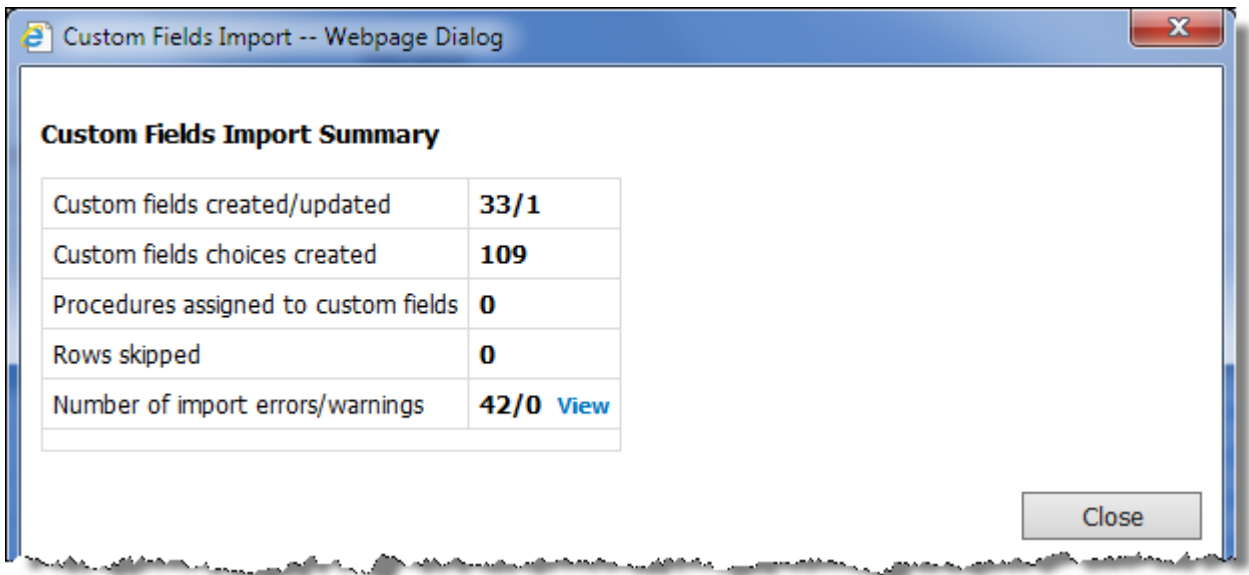 Custom Fields Import -- Webpage Dialog
Custom Fields Import Summary
Custom fields created/updated 33/1
Custom fields choices created 109
Procedures assigned to custom fields 0
Rows skipped 0
Number of import errors/warnings 42/0 View
Close